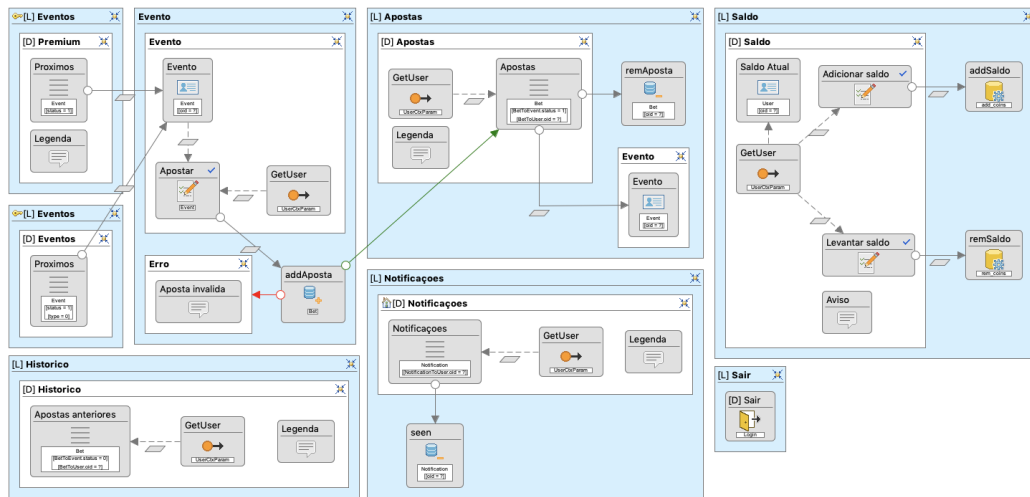 [L] Eventos
[D] Premium
Proximos
Event
[status = 1]
Legenda
[L] Eventos
[D] Eventos
Proximos
Event
[status = 1]
[type = 0]
Evento
Evento
Evento
Event
[oid = ?]
Apostar
Event
GetUser
UserCtxParam
Erro
Aposta invalida
addAposta
Bet
[L] Apostas
[D] Apostas
GetUser
UserCtxParam
Legenda
Apostas
Bet
[BetToEvent.status = 1]
[BetToUser.oid = ?]
remAposta
Bet
[oid = ?]
Evento
Evento
Event
[oid = ?]
[L] Saldo
[D] Saldo
Saldo Atual
User
[oid = ?]
Adicionar saldo
addSaldo
add_coins
GetUser
UserCtxParam
Levantar saldo
remSaldo
rem_coins
Aviso
[L] Notificaçoes
[D] Notificaçoes
Notificaçoes
Notification
[NotificationToUser.oid = ?]
GetUser
UserCtxParam
Legenda
seen
Notification
[oid = ?]
[L] Historico
[D] Historico
Apostas anteriores
Bet
[BetToEvent.status = 0]
[BetToUser.oid = ?]
GetUser
UserCtxParam
Legenda
[L] Sair
[D] Sair
Login